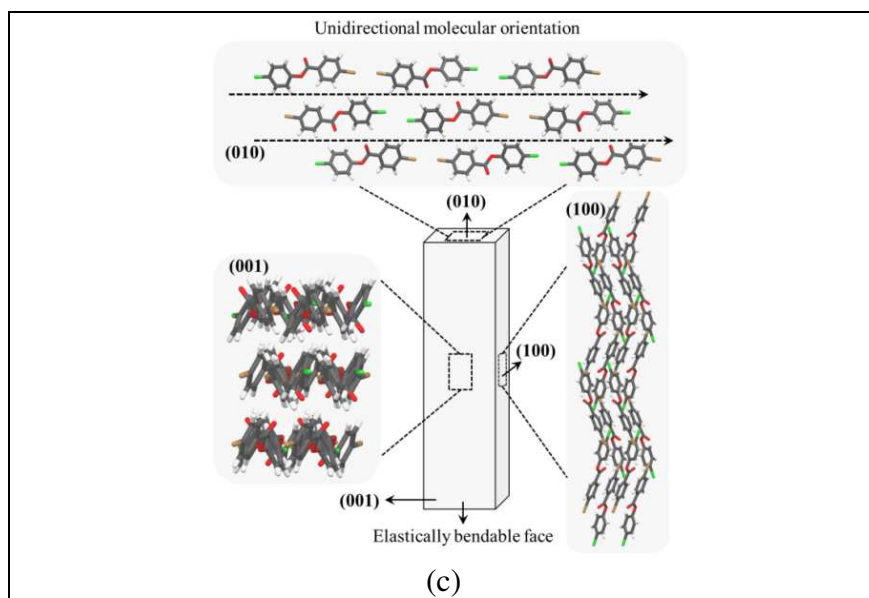 Unidirectional molecular orientation
(010)
(010)
(100)
(001)
(100)
(001)
Elastically bendable face
(c)